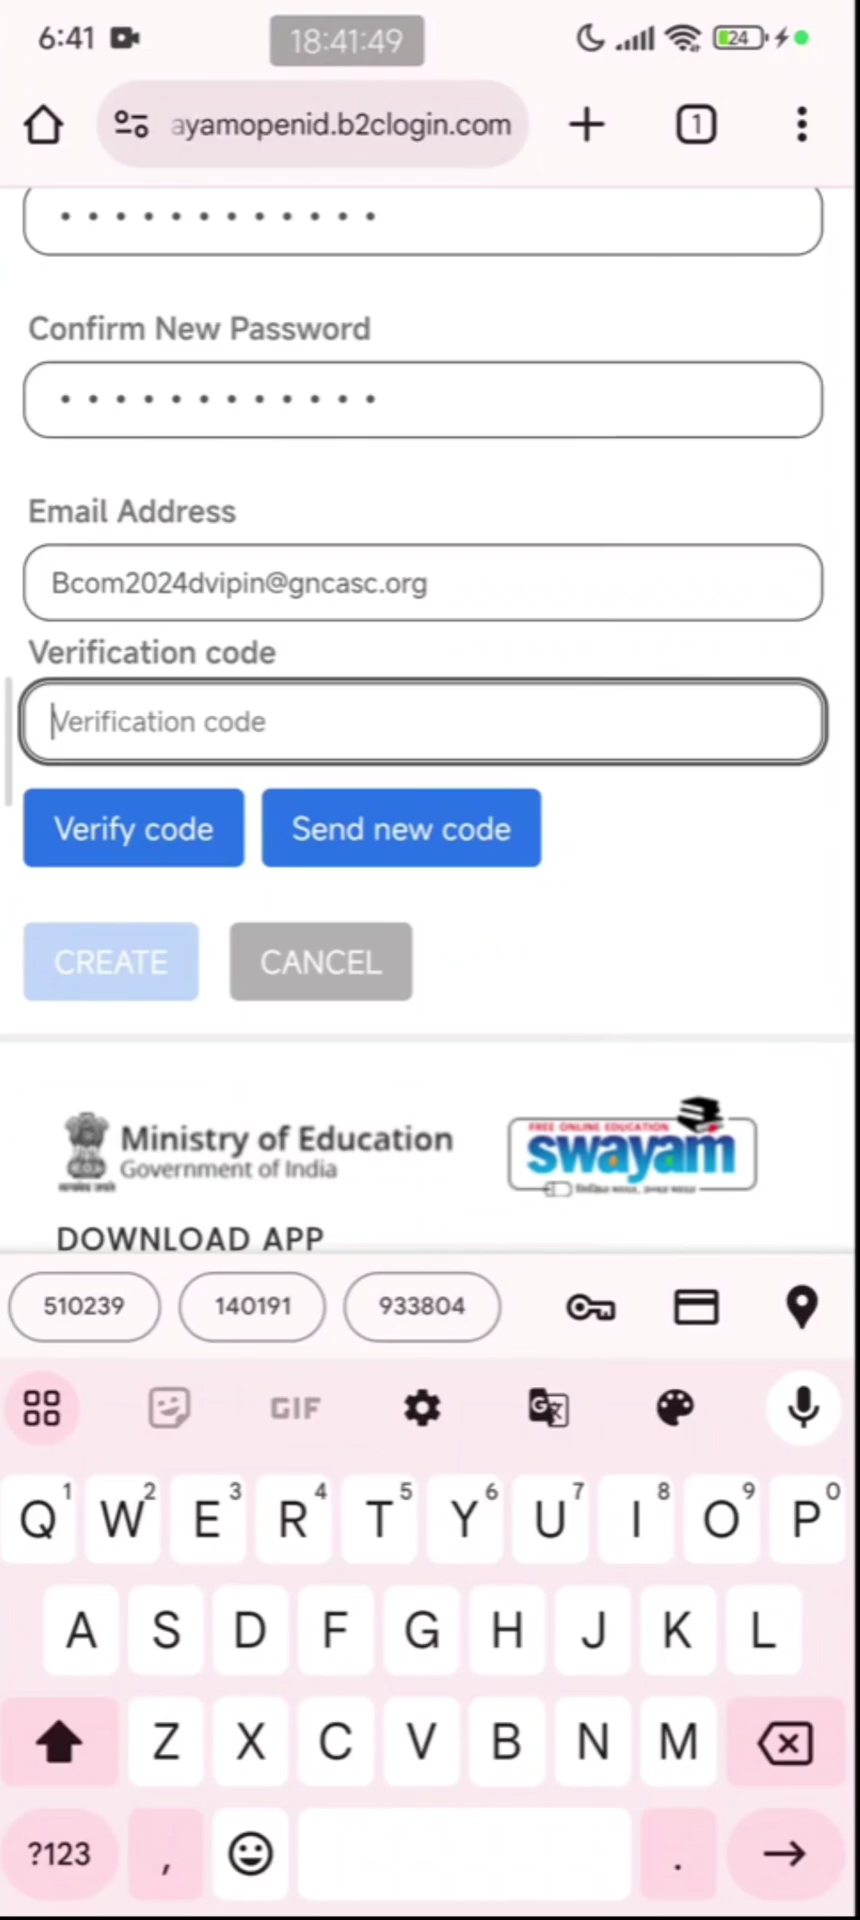 6:41
18:41:49
24
ayamopenid.b2clogin.com
1
Confirm New Password
Email Address
Bcom2024dvipin@gncasc.org
Verification code
Verification code
Verify code Send new code
CREATE CANCEL
Ministry of Education
Government of India
FREE ONLINE EDUCATION
swayam
DOWNLOAD APP
510239 140191 933804
GIF
Q 1 W 2 E 3 R 4 T 5 Y 6 U 7 I 8 O 9 P 0
A S D F G H J K L
Z X C V B N M
?123 , .